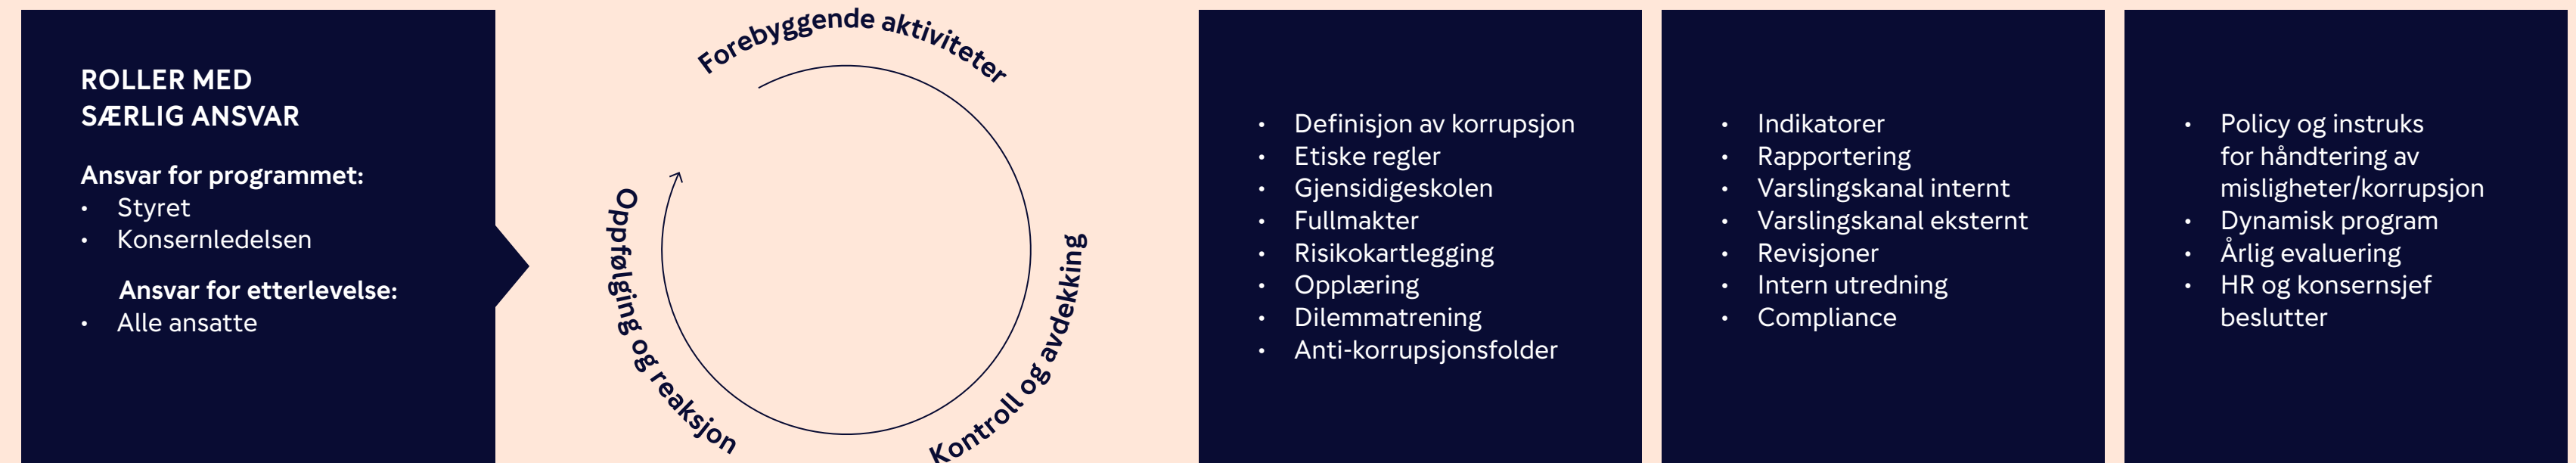 ROLLER MED
SÆRLIG ANSVAR
Ansvar for programmet:
• Styret
• Konsernledelsen
Ansvar for etterlevelse:
• Alle ansatte
Forebyggende aktiviteter
Kontroll og avdekking
Oppfølging og reaksjon
• Definisjon av korrupsjon
• Etiske regler
• Gjensidigeskolen
• Fullmakter
• Risikokartlegging
• Opplæring
• Dilemmatrening
• Anti-korrupsjonsfolder
• Indikatorer
• Rapportering
• Varslingskanal internt
• Varslingskanal eksternt
• Revisjoner
• Intern utredning
• Compliance
• Policy og instruks
for håndtering av
misligheter/korrupsjon
• Dynamisk program
• Årlig evaluering
• HR og konsernsjef
beslutter